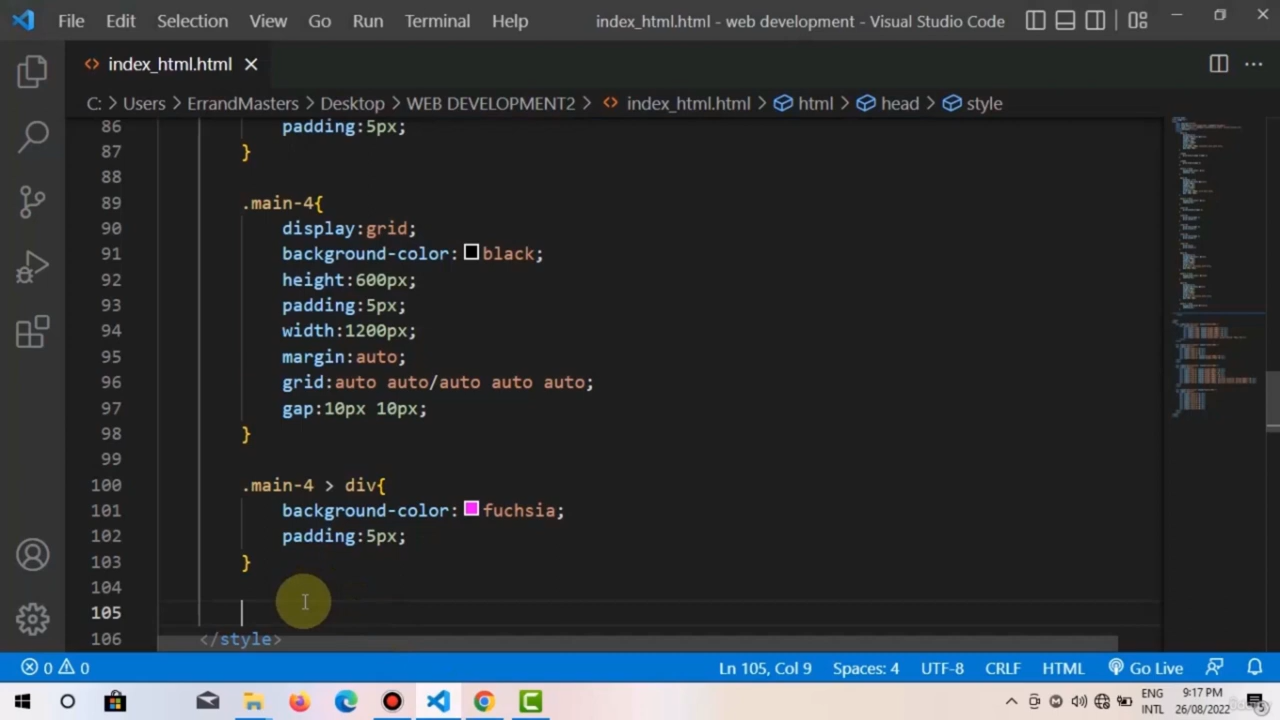 File Edit Selection View Go Run Terminal Help index_html.html - web development - Visual Studio Code
index_html.html
C: > Users > ErrandMasters > Desktop > WEB DEVELOPMENT2 > index_html.html > html > head > style
86 padding:5px;
87 }
88
89 .main-4{
90 display:grid;
91 background-color: black;
92 height:600px;
93 padding:5px;
94 width:1200px;
95 margin:auto;
96 grid:auto auto/auto auto auto;
97 gap:10px 10px;
98 }
99
100 .main-4 > div{
101 background-color: fuchsia;
102 padding:5px;
103 }
104
105
106 </style>
0 0 Ln 105, Col 9 Spaces: 4 UTF-8 CRLF HTML Go Live
ENG 9:17 PM
INTL 26/08/2022 5